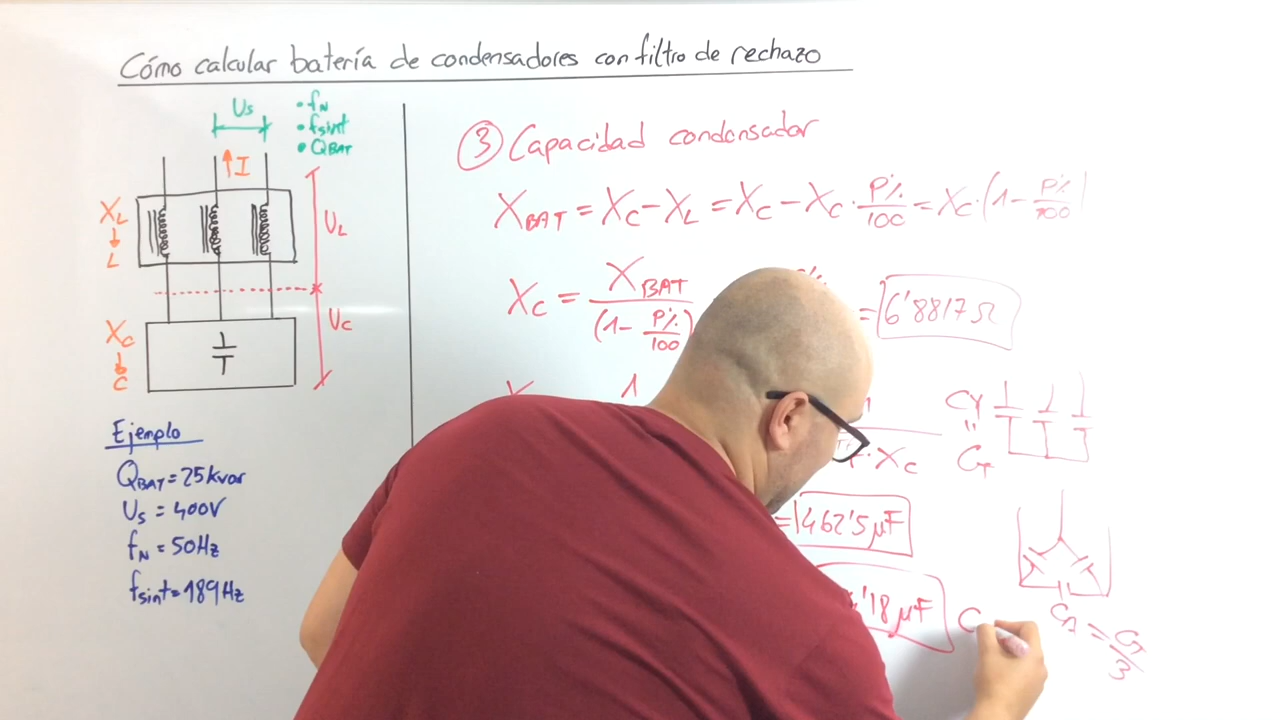 Cómo calcular batería de condensadores con filtro de rechazo
Us
• fN
• fsint
• QBAT
I
XL
L
UL
XC
C
UC
Ejemplo
QBAT = 25kvar
Us = 400V
fN = 50Hz
fsint = 189Hz
③ Capacidad condensador
XBAT = XC - XL = XC - XC · P%/100 = XC · (1 - P%/100)
XC = XBAT/(1 - P%/100)
= 6'8817 Ω
1
· XC
CY
=
CT
= 462'5 μF
'18 μF
C
CΔ = CT/3